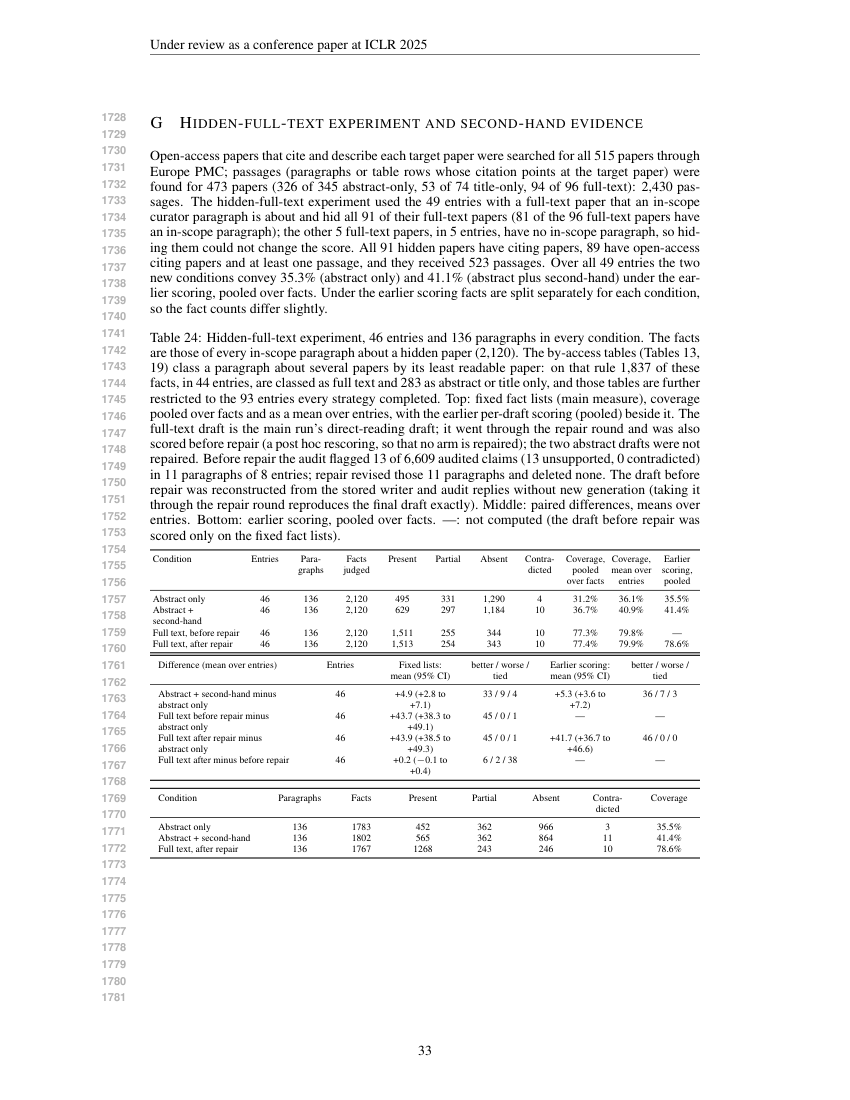 Under review as a conference paper at ICLR 2025
1728
1729
1730
1731
1732
1733
1734
1735
1736
1737
1738
1739
1740
1741
1742
1743
1744
1745
1746
1747
1748
1749
1750
1751
1752
1753
1754
1755
1756
1757
1758
1759
1760
1761
1762
1763
1764
1765
1766
1767
1768
1769
1770
1771
1772
1773
1774
1775
1776
1777
1778
1779
1780
1781
G HIDDEN-FULL-TEXT EXPERIMENT AND SECOND-HAND EVIDENCE
Open-access papers that cite and describe each target paper were searched for all 515 papers through
Europe PMC; passages (paragraphs or table rows whose citation points at the target paper) were
found for 473 papers (326 of 345 abstract-only, 53 of 74 title-only, 94 of 96 full-text): 2,430 pas-
sages. The hidden-full-text experiment used the 49 entries with a full-text paper that an in-scope
curator paragraph is about and hid all 91 of their full-text papers (81 of the 96 full-text papers have
an in-scope paragraph); the other 5 full-text papers, in 5 entries, have no in-scope paragraph, so hid-
ing them could not change the score. All 91 hidden papers have citing papers, 89 have open-access
citing papers and at least one passage, and they received 523 passages. Over all 49 entries the two
new conditions convey 35.3% (abstract only) and 41.1% (abstract plus second-hand) under the ear-
lier scoring, pooled over facts. Under the earlier scoring facts are split separately for each condition,
so the fact counts differ slightly.
Table 24: Hidden-full-text experiment, 46 entries and 136 paragraphs in every condition. The facts
are those of every in-scope paragraph about a hidden paper (2,120). The by-access tables (Tables 13,
19) class a paragraph about several papers by its least readable paper: on that rule 1,837 of these
facts, in 44 entries, are classed as full text and 283 as abstract or title only, and those tables are further
restricted to the 93 entries every strategy completed. Top: fixed fact lists (main measure), coverage
pooled over facts and as a mean over entries, with the earlier per-draft scoring (pooled) beside it. The
full-text draft is the main run's direct-reading draft; it went through the repair round and was also
scored before repair (a post hoc rescoring, so that no arm is repaired); the two abstract drafts were not
repaired. Before repair the audit flagged 13 of 6,609 audited claims (13 unsupported, 0 contradicted)
in 11 paragraphs of 8 entries; repair revised those 11 paragraphs and deleted none. The draft before
repair was reconstructed from the stored writer and audit replies without new generation (taking it
through the repair round reproduces the final draft exactly). Middle: paired differences, means over
entries. Bottom: earlier scoring, pooled over facts. —: not computed (the draft before repair was
scored only on the fixed fact lists).
Condition Entries Para- Facts Present Partial Absent Contra- Coverage, Coverage, Earlier
graphs judged dicted pooled mean over scoring,
over facts entries pooled
Abstract only 46 136 2,120 495 331 1,290 4 31.2% 36.1% 35.5%
Abstract + 46 136 2,120 629 297 1,184 10 36.7% 40.9% 41.4%
second-hand
Full text, before repair 46 136 2,120 1,511 255 344 10 77.3% 79.8% —
Full text, after repair 46 136 2,120 1,513 254 343 10 77.4% 79.9% 78.6%
Difference (mean over entries) Entries Fixed lists: better / worse / Earlier scoring: better / worse /
mean (95% CI) tied mean (95% CI) tied
Abstract + second-hand minus 46 +4.9 (+2.8 to 33 / 9 / 4 +5.3 (+3.6 to 36 / 7 / 3
abstract only +7.1) +7.2)
Full text before repair minus 46 +43.7 (+38.3 to 45 / 0 / 1 — —
abstract only +49.1)
Full text after repair minus 46 +43.9 (+38.5 to 45 / 0 / 1 +41.7 (+36.7 to 46 / 0 / 0
abstract only +49.3) +46.6)
Full text after minus before repair 46 +0.2 (−0.1 to 6 / 2 / 38 — —
+0.4)
Condition Paragraphs Facts Present Partial Absent Contra- Coverage
dicted
Abstract only 136 1783 452 362 966 3 35.5%
Abstract + second-hand 136 1802 565 362 864 11 41.4%
Full text, after repair 136 1767 1268 243 246 10 78.6%
33